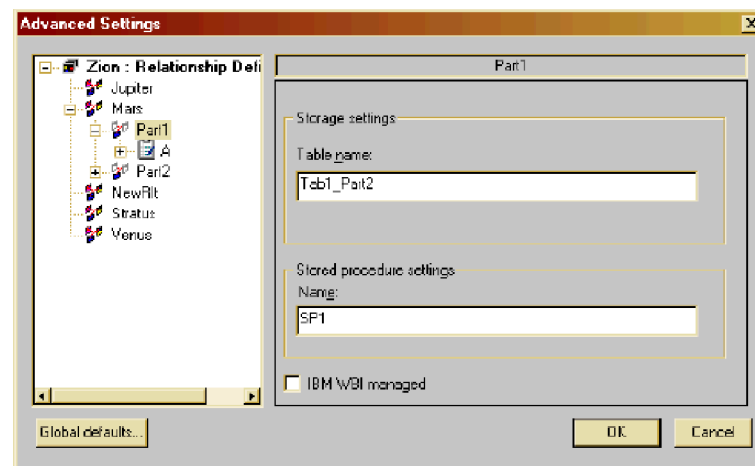 Advanced Settings
Zion : Relationship Defi
Jupiter
Mars
Part1
A
Part2
NewRlt
Stratus
Venus
Part1
Storage settings
Table name:
Tab1_Part2
Stored procedure settings
Name:
SP1
IBM WBI managed
Global defaults...
OK
Cancel